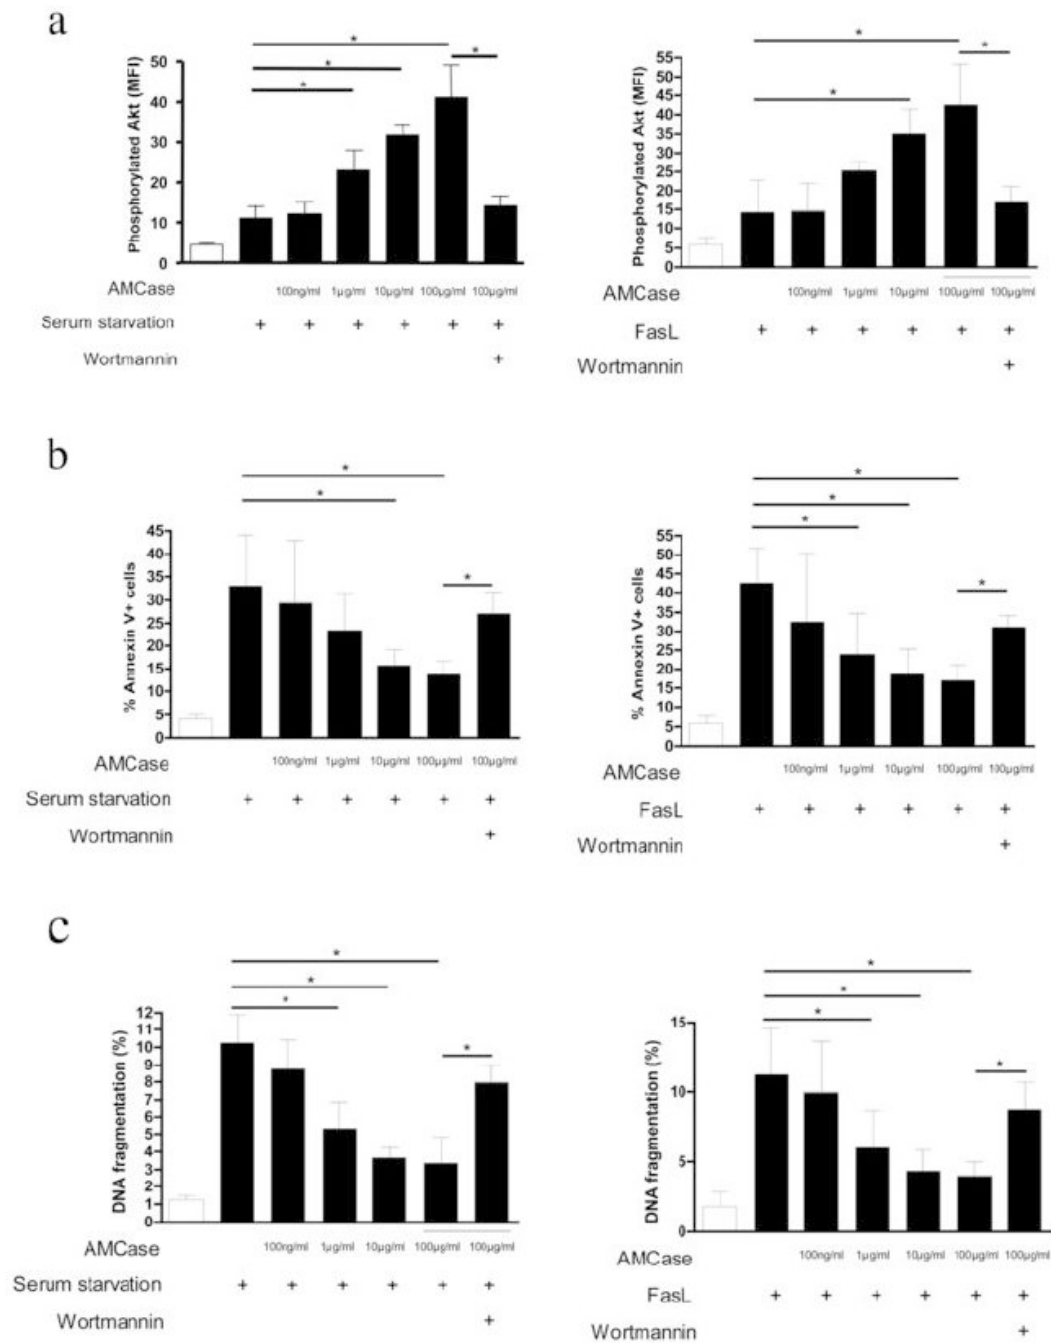 a
*
*
*
*
50
40
30
20
10
0
Phosphorylated Akt (MFI)
AMCase 100ng/ml 1µg/ml 10µg/ml 100µg/ml 100µg/ml
Serum starvation + + + + + +
Wortmannin +
*
*
*
55
50
45
40
35
30
25
20
15
10
5
0
Phosphorylated Akt (MFI)
AMCase 100ng/ml 1µg/ml 10µg/ml 100µg/ml 100µg/ml
FasL + + + + + +
Wortmannin +
b
*
*
*
45
40
35
30
25
20
15
10
5
0
% Annexin V+ cells
AMCase 100ng/ml 1µg/ml 10µg/ml 100µg/ml 100µg/ml
Serum starvation + + + + + +
Wortmannin +
*
*
*
*
55
50
45
40
35
30
25
20
15
10
5
0
% Annexin V+ cells
AMCase 100ng/ml 1µg/ml 10µg/ml 100µg/ml 100µg/ml
FasL + + + + + +
Wortmannin +
c
*
*
*
*
12
11
10
9
8
7
6
5
4
3
2
1
0
DNA fragmentation (%)
AMCase 100ng/ml 1µg/ml 10µg/ml 100µg/ml 100µg/ml
Serum starvation + + + + + +
Wortmannin +
*
*
*
*
15
10
5
0
DNA fragmentation (%)
AMCase 100ng/ml 1µg/ml 10µg/ml 100µg/ml 100µg/ml
FasL + + + + + +
Wortmannin +